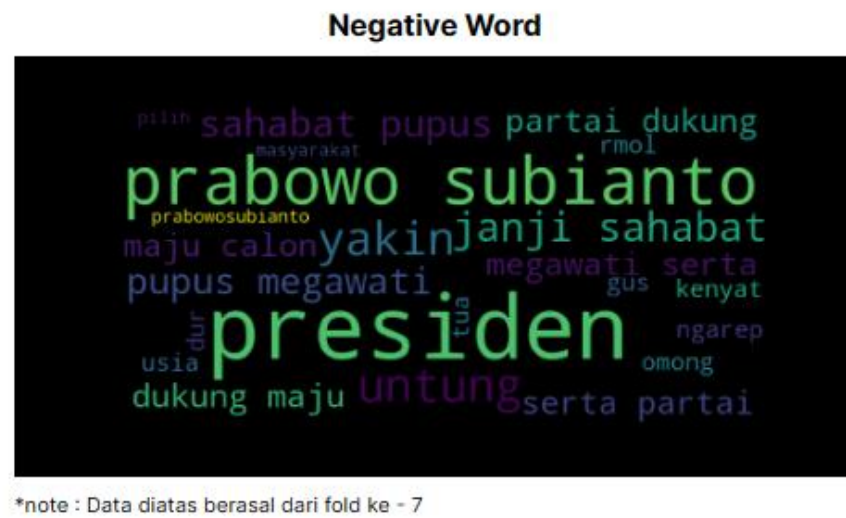 Negative Word
pilih sahabat pupus partai dukung
masyarakat rmol
prabowo subianto
prabowosubianto
maju calon yakin janji sahabat
megawati serta
pupus megawati gus kenyat
dur presiden tua ngarep
usia omong
dukung maju untung serta partai
*note : Data diatas berasal dari fold ke - 7